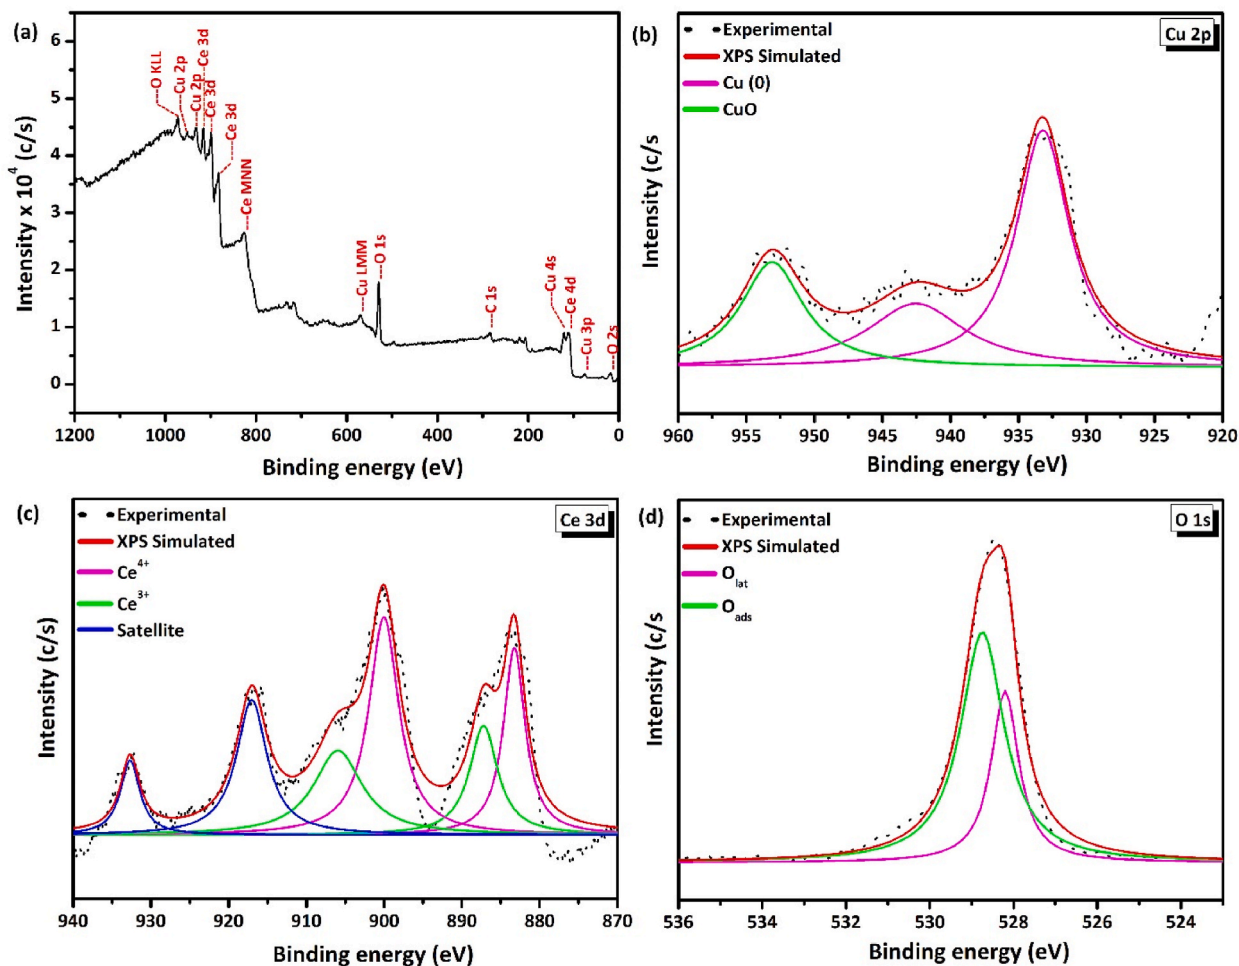 (a)
6
5
4
3
2
1
0
Intensity x 10⁴ (c/s)
O KLL
Cu 2p
Cu 2p
Ce 3d
Ce 3d
Ce 3d
Ce MNN
Cu LMM
O 1s
C 1s
Cu 4s
Ce 4d
Cu 3p
O 2s
1200 1000 800 600 400 200 0
Binding energy (eV)
(b)
Experimental
XPS Simulated
Cu (0)
CuO
Cu 2p
Intensity (c/s)
960 955 950 945 940 935 930 925 920
Binding energy (eV)
(c)
Experimental
XPS Simulated
Ce⁴⁺
Ce³⁺
Satellite
Ce 3d
Intensity (c/s)
940 930 920 910 900 890 880 870
Binding energy (eV)
(d)
Experimental
XPS Simulated
O lat
O ads
O 1s
Intensity (c/s
536 534 532 530 528 526 524
Binding energy (eV)